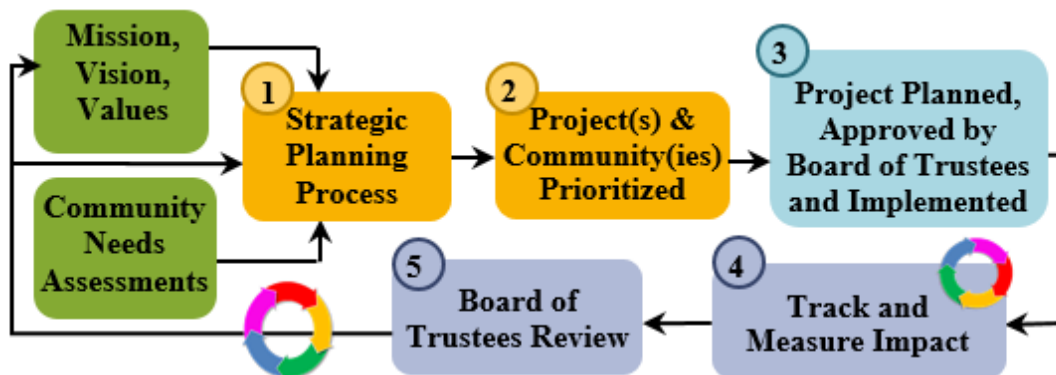 Mission,
Vision,
Values
1
Strategic
Planning
Process
Community
Needs
Assessments
2
Project(s) &
Community(ies)
Prioritized
3
Project Planned,
Approved by
Board of Trustees
and Implemented
4
Track and
Measure Impact
5
Board of
Trustees Review